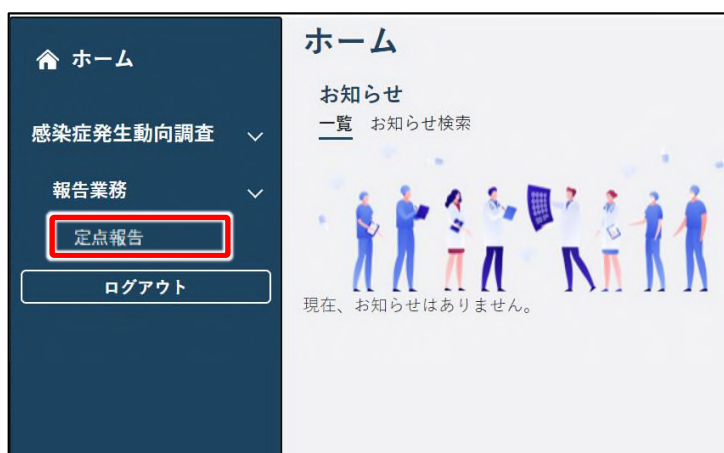 ホーム
感染症発生動向調査
報告業務
定点報告
ログアウト
ホーム
お知らせ
一覧 お知らせ検索
現在、お知らせはありません。